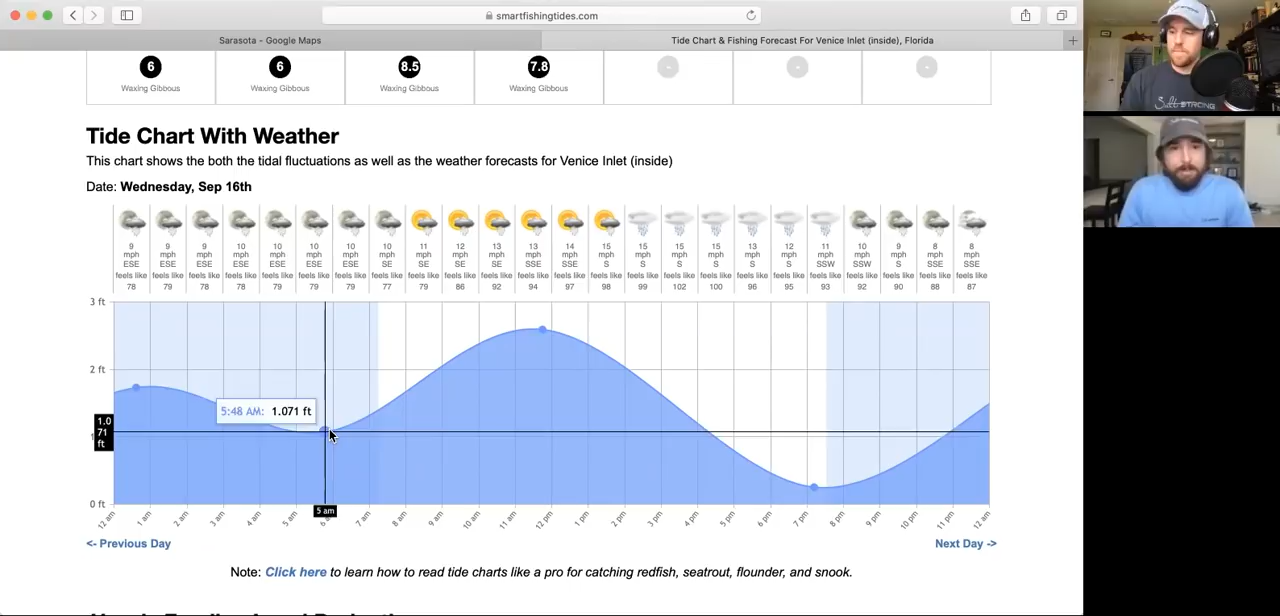 smartfishingtides.com
Sarasota - Google Maps
Tide Chart & Fishing Forecast For Venice Inlet (inside), Florida
6 6 8.5 7.8 - - -
Waxing Gibbous Waxing Gibbous Waxing Gibbous Waxing Gibbous
Salt STRONG
Tide Chart With Weather
This chart shows the both the tidal fluctuations as well as the weather forecasts for Venice Inlet (inside)
Date: Wednesday, Sep 16th
9 9 9 10 10 10 10 10 11 12 13 13 14 15 15 15 15 13 12 11 10 9 8 8
mph mph mph mph mph mph mph mph mph mph mph mph mph mph mph mph mph mph mph mph mph mph mph mph
ESE ESE ESE ESE ESE ESE ESE SE SE SE SE SSE SSE S S S S S S SSW SSW S SSE SSE
feels like feels like feels like feels like feels like feels like feels like feels like feels like feels like feels like feels like feels like feels like feels like feels like feels like feels like feels like feels like feels like feels like feels like feels like
78 79 78 78 79 79 79 77 79 86 92 94 97 98 99 102 100 96 95 93 92 90 88 87
3 ft
2 ft
5:48 AM: 1.071 ft
1.0
71
ft
0 ft
5 am
12 am 1 am 2 am 3 am 4 am 5 am 7 am 8 am 9 am 10 am 11 am 12 pm 1 pm 2 pm 3 pm 4 pm 5 pm 6 pm 7 pm 8 pm 9 pm 10 pm 11 pm 12 am
<- Previous Day
Next Day ->
Note: Click here to learn how to read tide charts like a pro for catching redfish, seatrout, flounder, and snook.